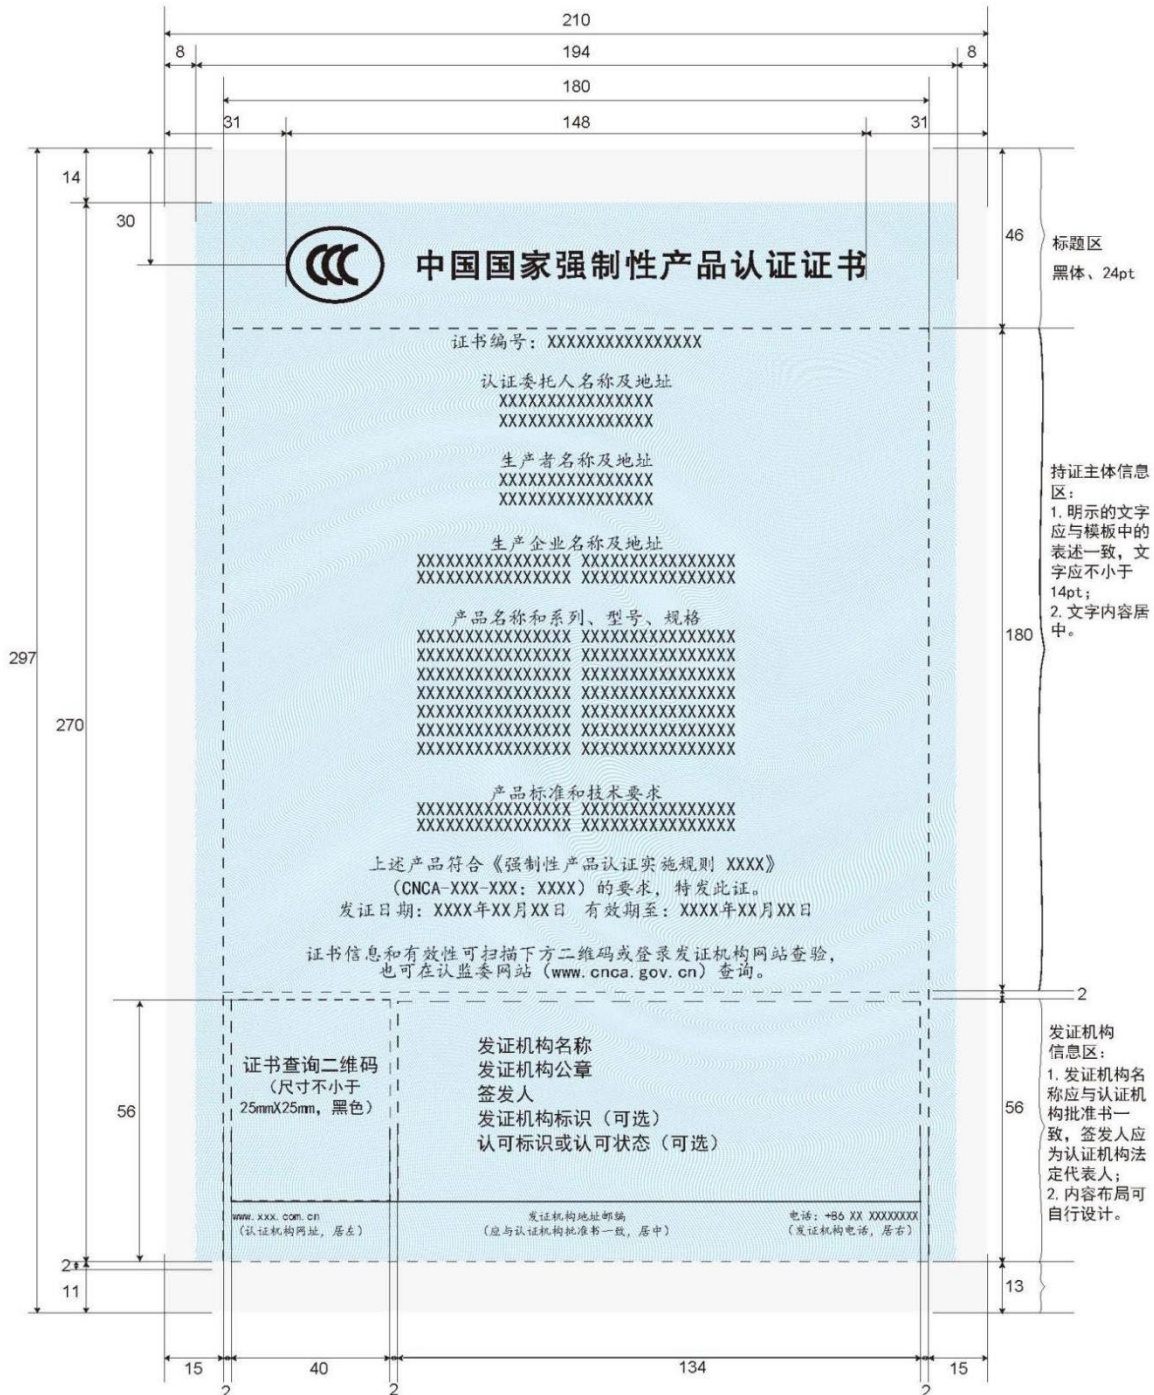 210
8
194
8
180
31
148
31
14
30
46
297
270
中国国家强制性产品认证证书
标题区
黑体、24pt
证书编号：XXXXXXXXXXXXXXXX
认证委托人名称及地址
XXXXXXXXXXXXXXXX
XXXXXXXXXXXXXXXX
生产者名称及地址
XXXXXXXXXXXXXXXX
XXXXXXXXXXXXXXXX
生产企业名称及地址
XXXXXXXXXXXXXXXX XXXXXXXXXXXXXXXX
XXXXXXXXXXXXXXXX XXXXXXXXXXXXXXXX
产品名称和系列、型号、规格
XXXXXXXXXXXXXXXX XXXXXXXXXXXXXXXX
XXXXXXXXXXXXXXXX XXXXXXXXXXXXXXXX
XXXXXXXXXXXXXXXX XXXXXXXXXXXXXXXX
XXXXXXXXXXXXXXXX XXXXXXXXXXXXXXXX
XXXXXXXXXXXXXXXX XXXXXXXXXXXXXXXX
XXXXXXXXXXXXXXXX XXXXXXXXXXXXXXXX
XXXXXXXXXXXXXXXX XXXXXXXXXXXXXXXX
产品标准和技术要求
XXXXXXXXXXXXXXXX XXXXXXXXXXXXXXXX
XXXXXXXXXXXXXXXX XXXXXXXXXXXXXXXX
上述产品符合《强制性产品认证实施规则 XXXX》
（CNCA-XXX-XXX：XXXX）的要求，特发此证。
发证日期：XXXX年XX月XX日 有效期至：XXXX年XX月XX日
证书信息和有效性可扫描下方二维码或登录发证机构网站查验，
也可在认监委网站（www.cnca.gov.cn）查询。
180
持证主体信息
区：
1. 明示的文字
应与模板中的
表述一致，文
字应不小于
14pt；
2. 文字内容居
中。
2
56
证书查询二维码
（尺寸不小于
25mmX25mm，黑色）
发证机构名称
发证机构公章
签发人
发证机构标识（可选）
认可标识或认可状态（可选）
56
发证机构
信息区：
1. 发证机构名
称应与认证机
构批准书一
致，签发人应
为认证机构法
定代表人；
2. 内容布局可
自行设计。
www.xxx.com.cn
（认证机构网址，居左）
发证机构地址邮编
（应与认证机构批准书一致，居中）
电话：+86 XX XXXXXXXX
（发证机构电话，居右）
2
11
13
15
40
134
15
2
2
2